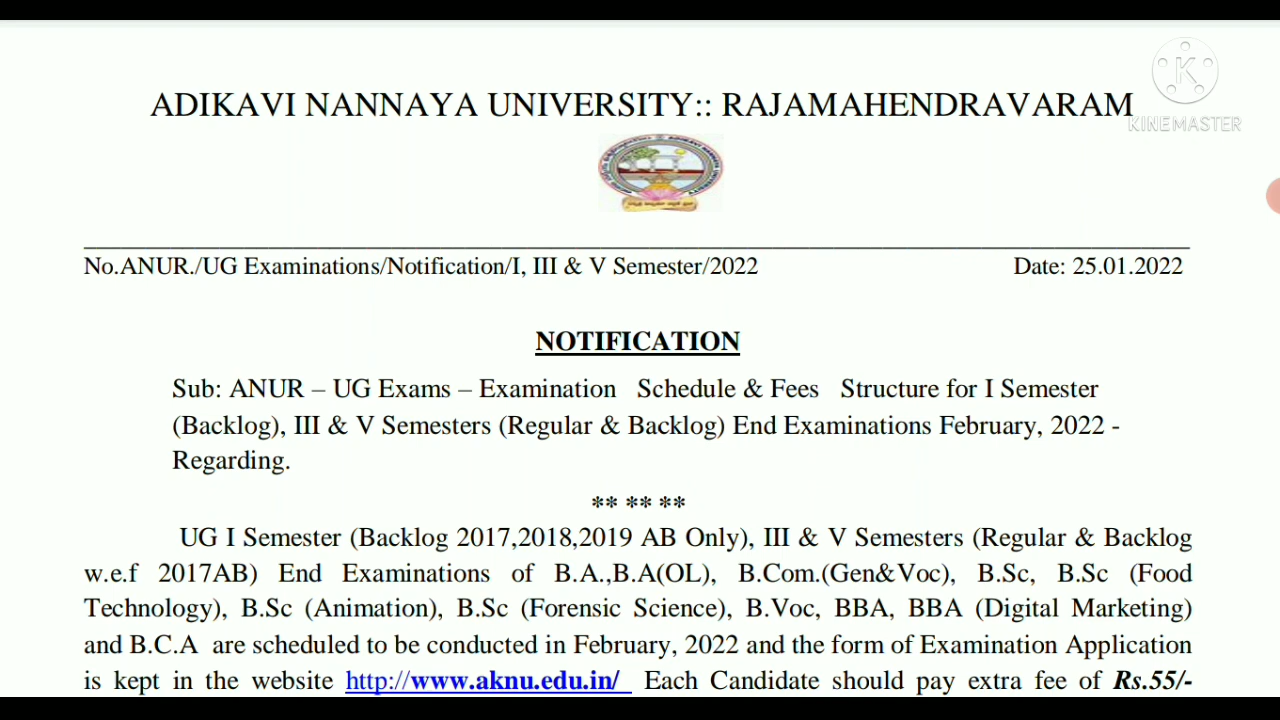 ADIKAVI NANNAYA UNIVERSITY:: RAJAMAHENDRAVARAM
KINEMASTER
ADIKAVI NANNAYA UNIVERSITY
No.ANUR./UG Examinations/Notification/I, III & V Semester/2022 Date: 25.01.2022
NOTIFICATION
Sub: ANUR – UG Exams – Examination Schedule & Fees Structure for I Semester
(Backlog), III & V Semesters (Regular & Backlog) End Examinations February, 2022 -
Regarding.
** ** **
UG I Semester (Backlog 2017,2018,2019 AB Only), III & V Semesters (Regular & Backlog
w.e.f 2017AB) End Examinations of B.A.,B.A(OL), B.Com.(Gen&Voc), B.Sc, B.Sc (Food
Technology), B.Sc (Animation), B.Sc (Forensic Science), B.Voc, BBA, BBA (Digital Marketing)
and B.C.A are scheduled to be conducted in February, 2022 and the form of Examination Application
is kept in the website http://www.aknu.edu.in/ Each Candidate should pay extra fee of Rs.55/-